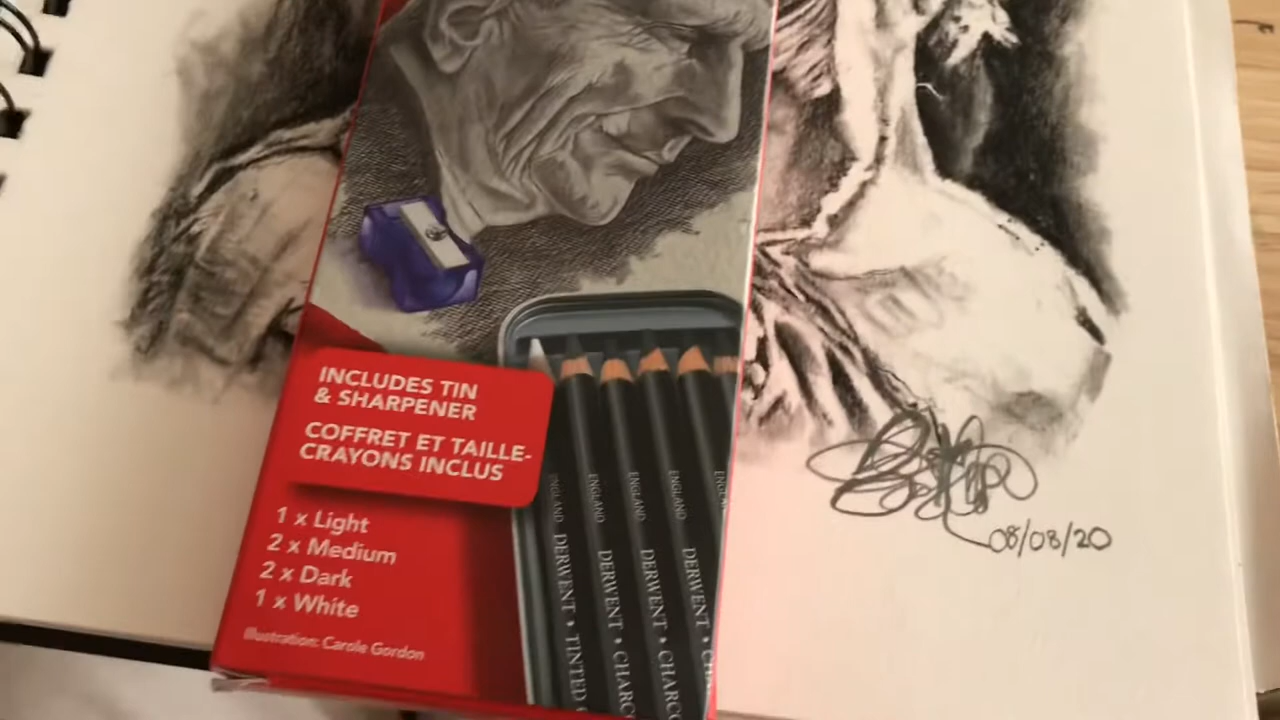 INCLUDES TIN
& SHARPENER
COFFRET ET TAILLE-
CRAYONS INCLUS
1 x Light
2 x Medium
2 x Dark
1 x White
Illustration: Carole Gordon
ENGLAND DERWENT • TINTED
ENGLAND DERWENT •
ENGLAND DERWENT •
ENGLAND DERWENT •
08/08/20